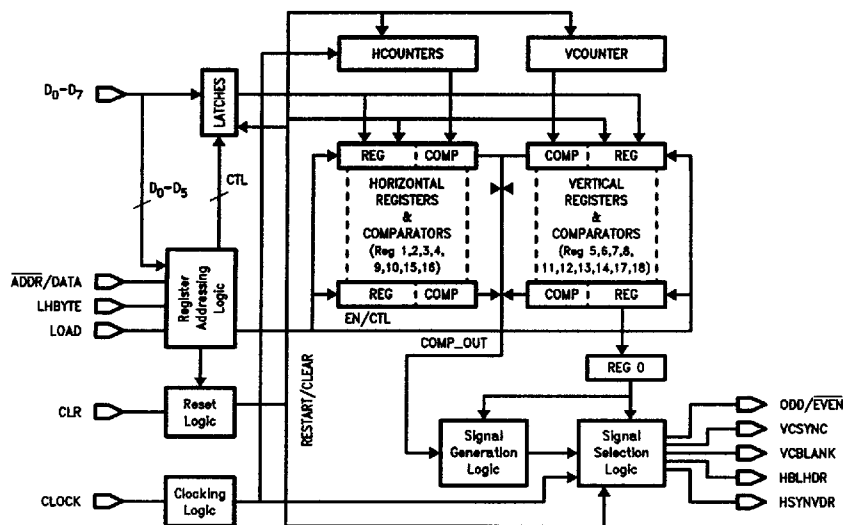 HCOUNTERS
VCOUNTER
D0-D7
LATCHES
D0-D5
CTL
REG COMP
COMP REG
HORIZONTAL
REGISTERS
&
COMPARATORS
(Reg 1,2,3,4,
9,10,15,16)
VERTICAL
REGISTERS
&
COMPARATORS
(Reg 5,6,7,8,
11,12,13,14,17,18)
REG COMP
COMP REG
EN/CTL
ADDR/DATA
LHBYTE
LOAD
Register
Addressing
Logic
COMP_OUT
REG 0
RESTART/CLEAR
CLR
Reset
Logic
Signal
Generation
Logic
Signal
Selection
Logic
ODD/EVEN
VCSYNC
VCBLANK
HBLHDR
HSYNVDR
CLOCK
Clocking
Logic